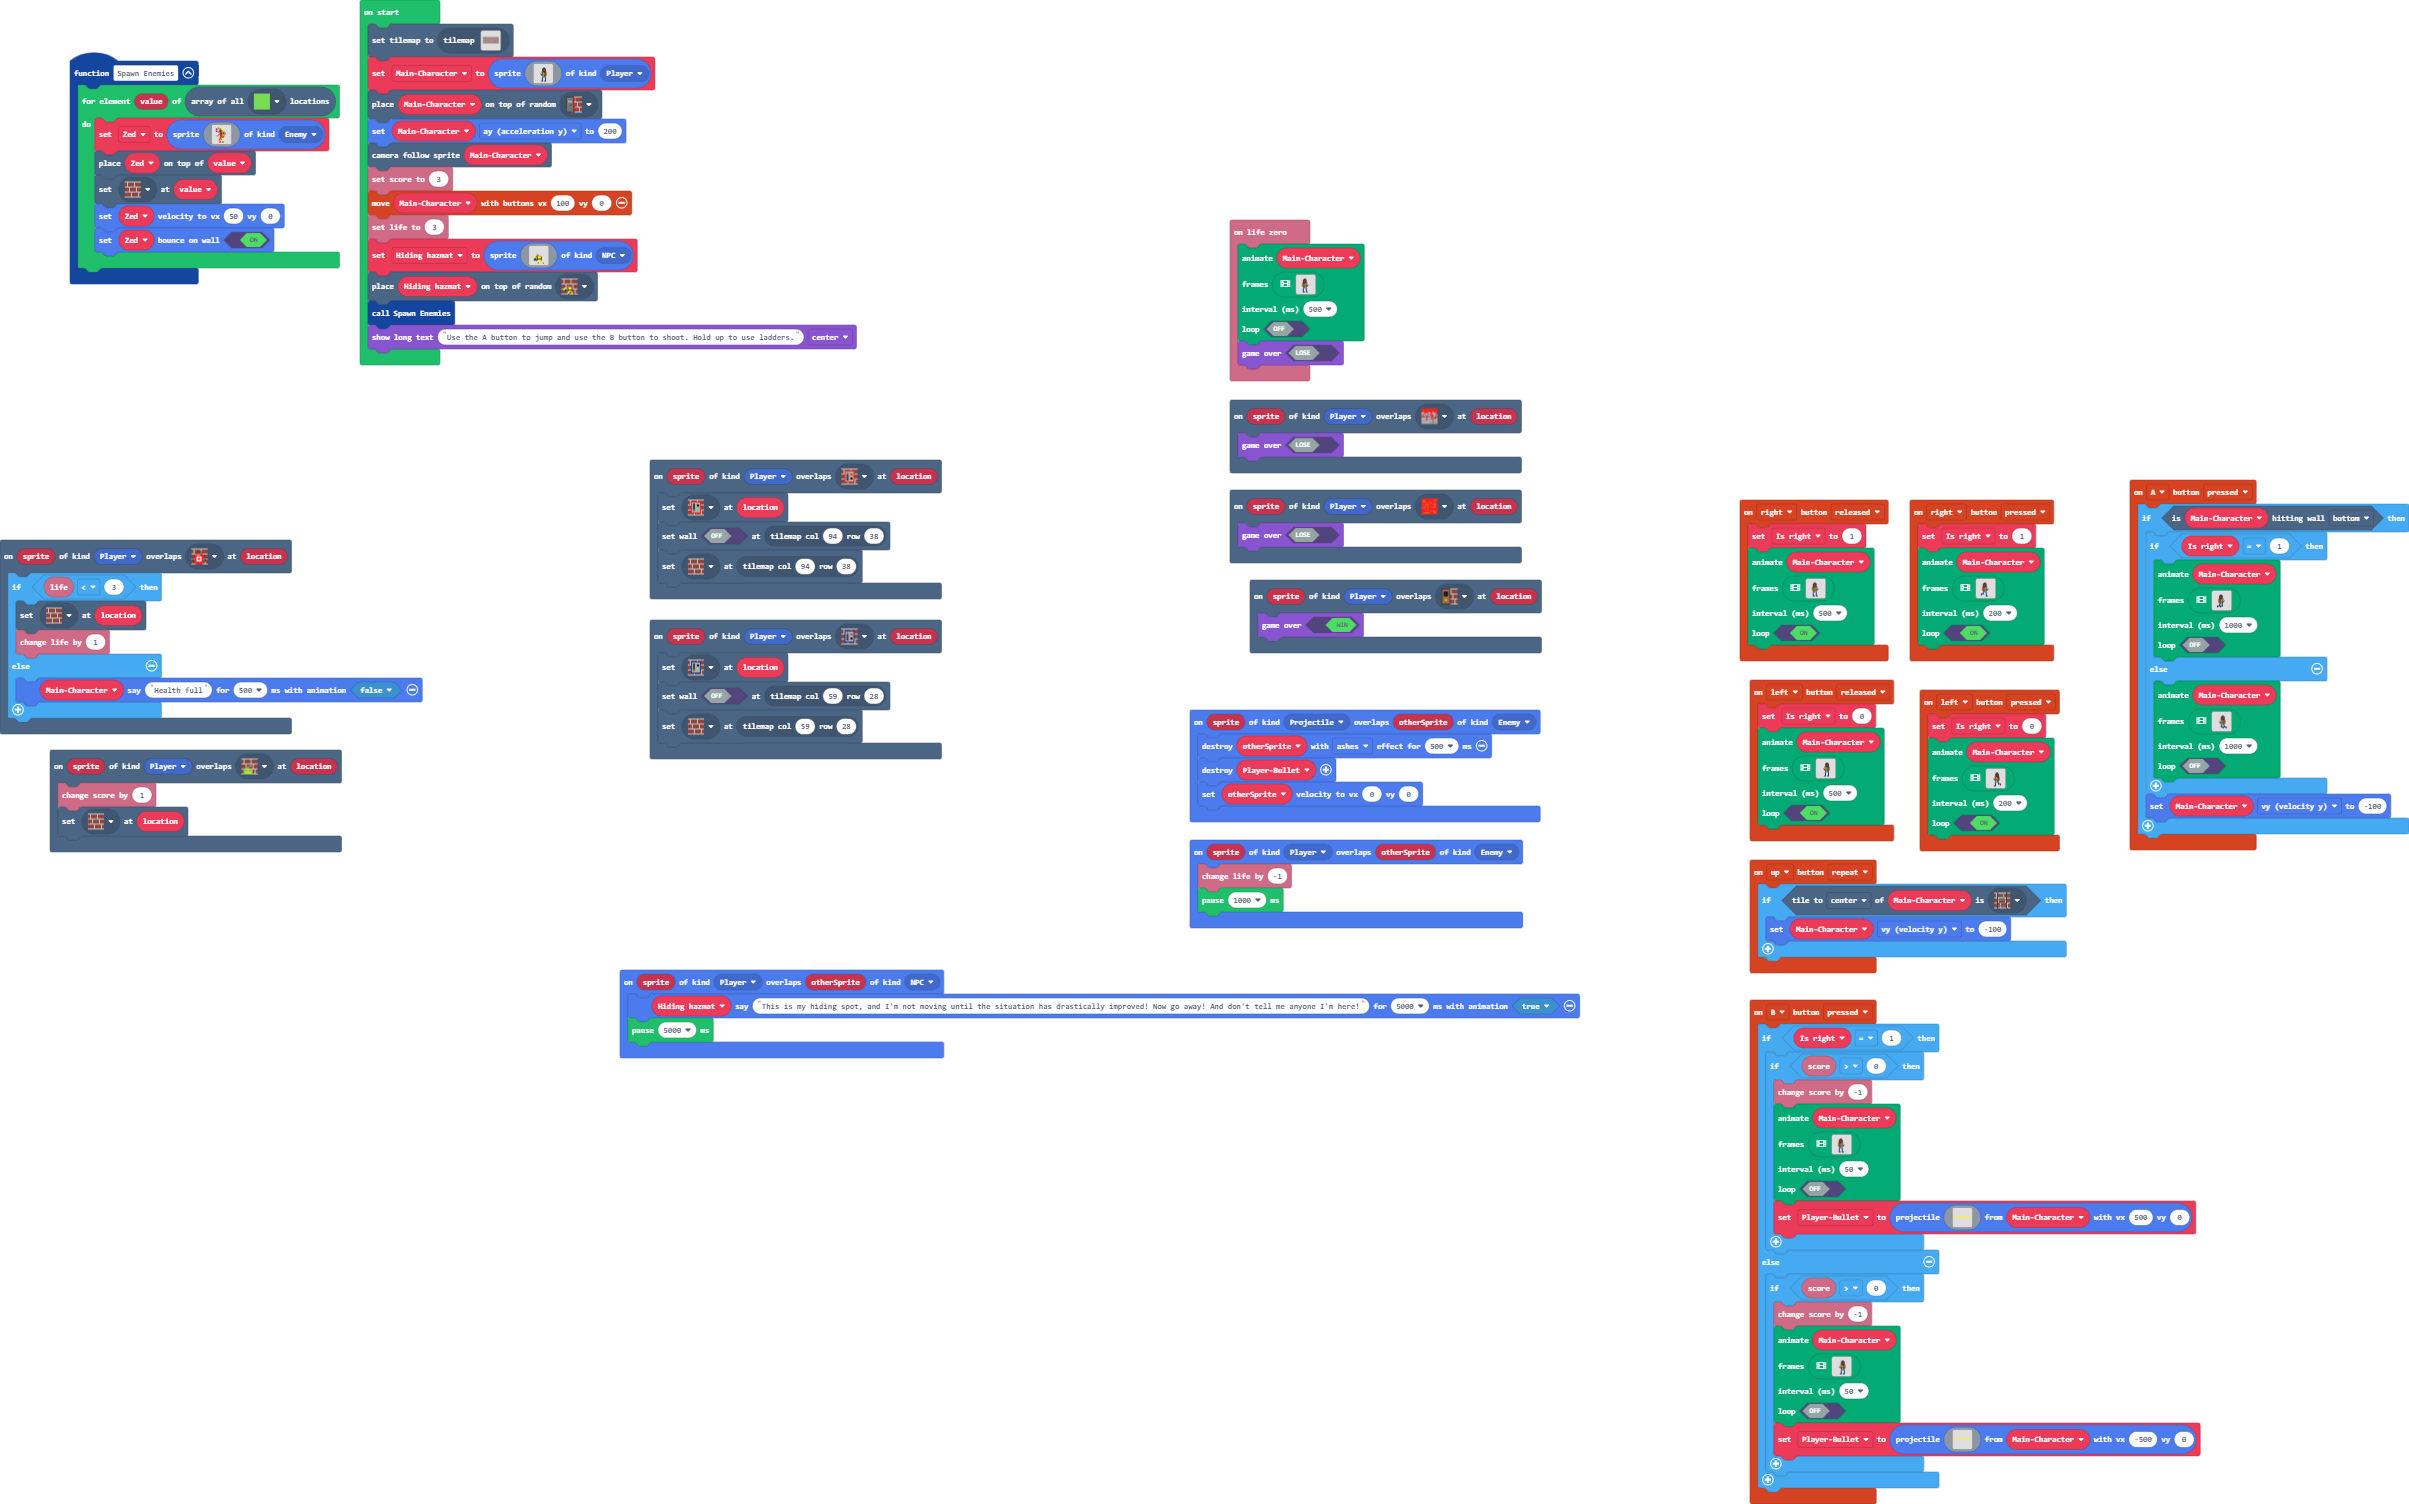 function Spawn Enemies
for element value of array of all locations
do
set Zed to sprite of kind Enemy
place Zed on top of value
set at value
set Zed velocity to vx 50 vy 0
set Zed bounce on wall ON
on start
set tilemap to tilemap
set Main-Character to sprite of kind Player
place Main-Character on top of random
set Main-Character ay (acceleration y) to 200
camera follow sprite Main-Character
set score to 3
move Main-Character with buttons vx 100 vy 0
set life to 3
set Hiding hazmat to sprite of kind NPC
place Hiding hazmat on top of random
call Spawn Enemies
show long text "Use the A button to jump and use the B button to shoot. Hold up to use ladders." center
on sprite of kind Player overlaps at location
if life < 3 then
set at location
change life by 1
else
Main-Character say "Health full" for 500 ms with animation false
on sprite of kind Player overlaps at location
change score by 1
set at location
on sprite of kind Player overlaps at location
set at location
set wall OFF at tilemap col 94 row 38
set at tilemap col 94 row 38
on sprite of kind Player overlaps at location
set at location
set wall OFF at tilemap col 59 row 28
set at tilemap col 59 row 28
on sprite of kind Player overlaps otherSprite of kind NPC
Hiding hazmat say "This is my hiding spot, and I'm not moving until the situation has drastically improved! Now go away! And don't tell me anyone I'm here!" for 5000 ms with animation true
pause 5000 ms
on life zero
animate Main-Character
frames
interval (ms) 500
loop OFF
game over LOSE
on sprite of kind Player overlaps at location
game over LOSE
on sprite of kind Player overlaps at location
game over LOSE
on sprite of kind Player overlaps at location
game over WIN
on sprite of kind Projectile overlaps otherSprite of kind Enemy
destroy otherSprite with ashes effect for 500 ms
destroy Player-Bullet
set otherSprite velocity to vx 0 vy 0
on sprite of kind Player overlaps otherSprite of kind Enemy
change life by -1
pause 1000 ms
on right button released
set Is right to 1
animate Main-Character
frames
interval (ms) 500
loop ON
on right button pressed
set Is right to 1
animate Main-Character
frames
interval (ms) 200
loop ON
on left button released
set Is right to 0
animate Main-Character
frames
interval (ms) 500
loop ON
on left button pressed
set Is right to 0
animate Main-Character
frames
interval (ms) 200
loop ON
on A button pressed
if is Main-Character hitting wall bottom then
if Is right = 1 then
animate Main-Character
frames
interval (ms) 1000
loop OFF
else
animate Main-Character
frames
interval (ms) 1000
loop OFF
set Main-Character vy (velocity y) to -100
on up button repeat
if tile to center of Main-Character is then
set Main-Character vy (velocity y) to -100
on B button pressed
if Is right = 1 then
if score > 0 then
change score by -1
animate Main-Character
frames
interval (ms) 50
loop OFF
set Player-Bullet to projectile from Main-Character with vx 500 vy 0
else
if score > 0 then
change score by -1
animate Main-Character
frames
interval (ms) 50
loop OFF
set Player-Bullet to projectile from Main-Character with vx -500 vy 0